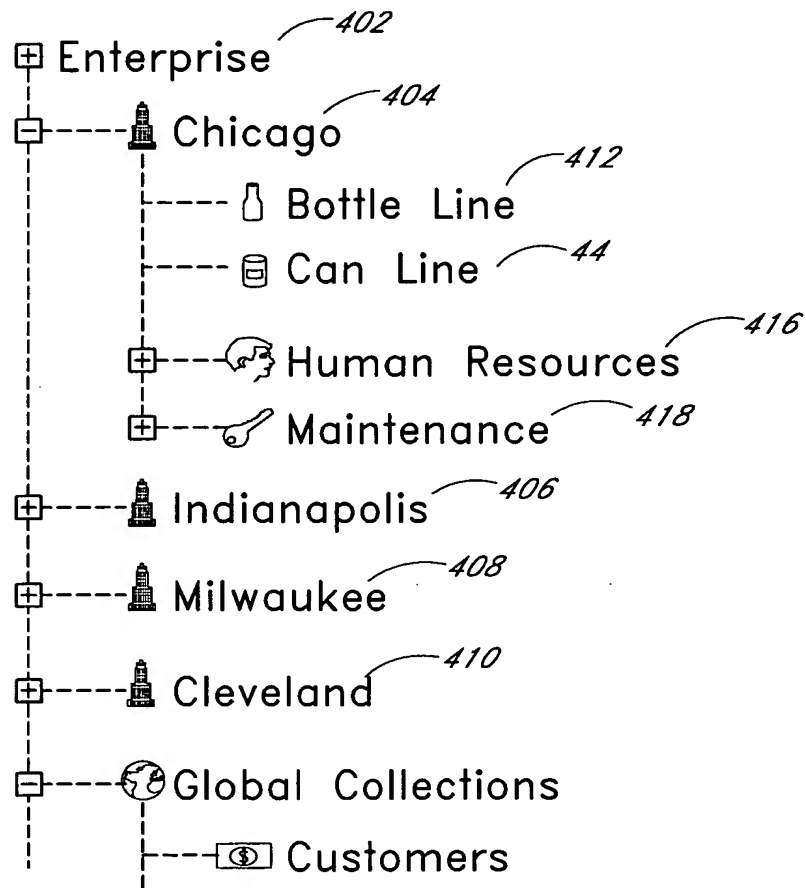 402
Enterprise
404
Chicago
412
Bottle Line
44
Can Line
416
Human Resources
418
Maintenance
406
Indianapolis
408
Milwaukee
410
Cleveland
Global Collections
$ Customers